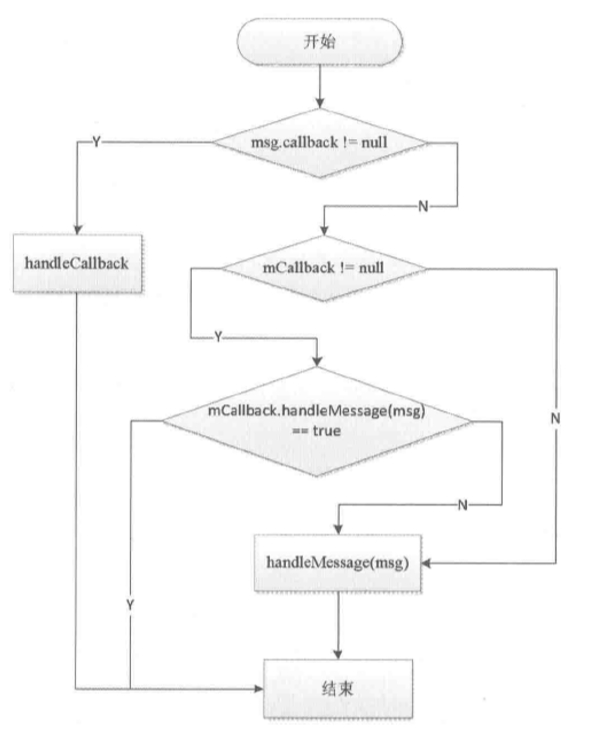 开始
msg.callback != null
Y
N
handleCallback
mCallback != null
Y
N
mCallback.handleMessage(msg)
== true
N
handleMessage(msg)
Y
结束